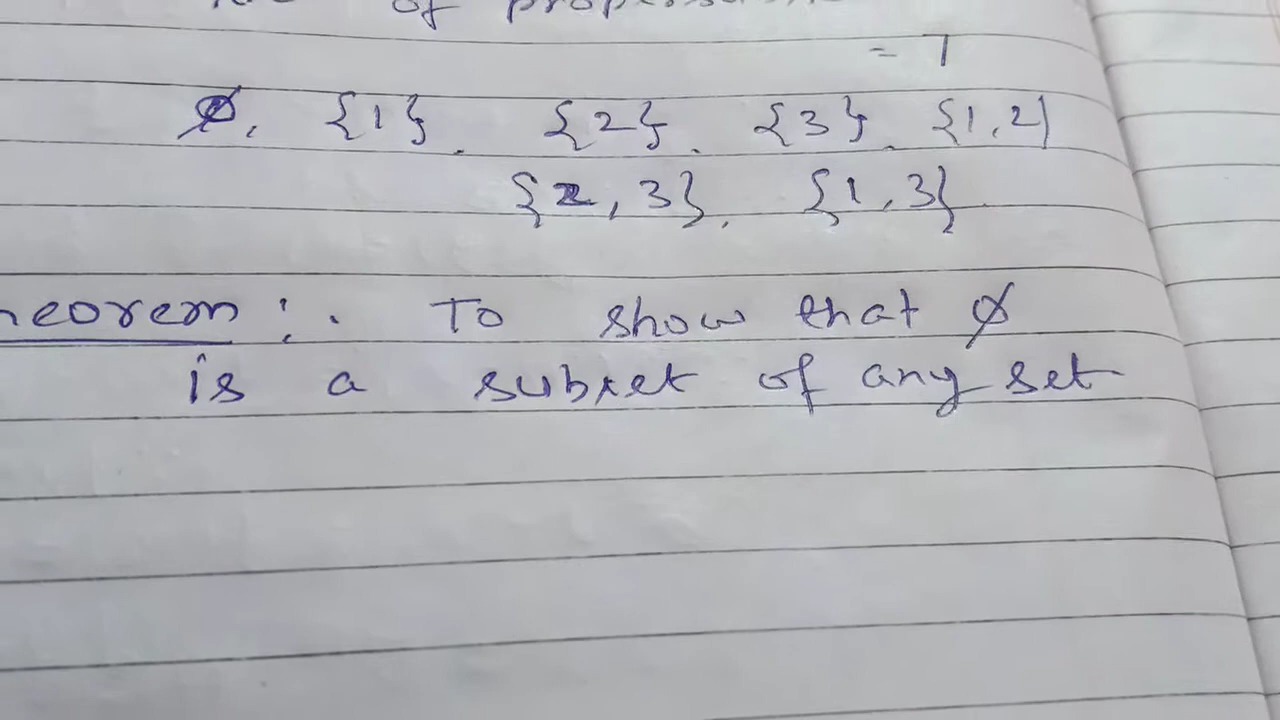 of
= 7
∅, {1}, {2}, {3}, {1,2}
{2,3}, {1,3}
heorem :. To show that ∅
is a subset of any set